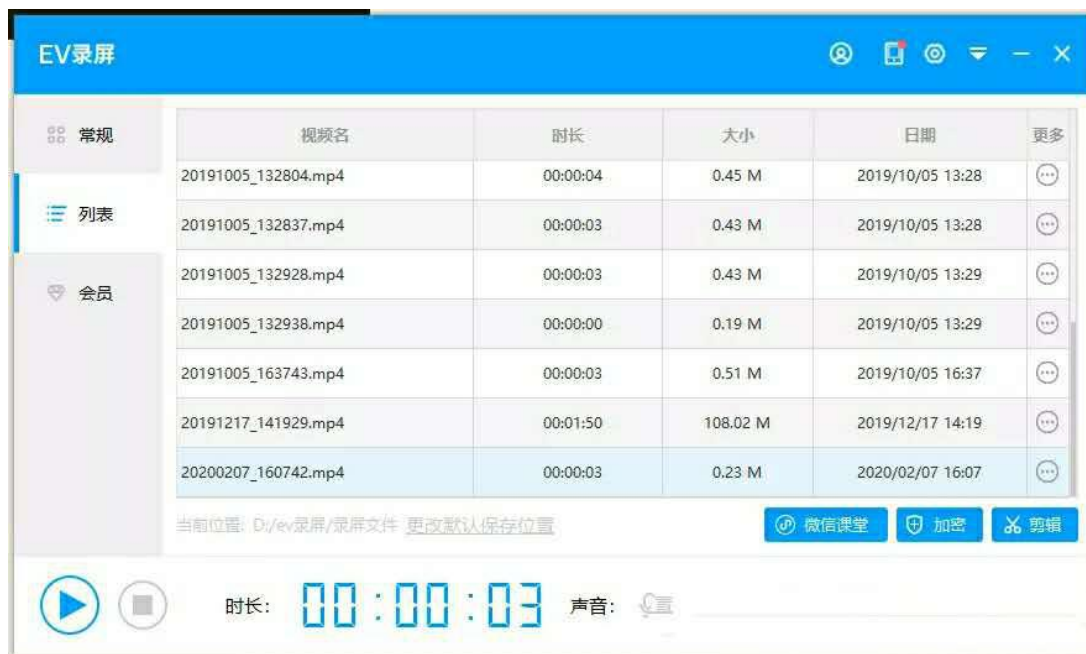 EV录屏
常规
列表
会员
视频名 时长 大小 日期 更多
20191005_132804.mp4 00:00:04 0.45 M 2019/10/05 13:28
20191005_132837.mp4 00:00:03 0.43 M 2019/10/05 13:28
20191005_132928.mp4 00:00:03 0.43 M 2019/10/05 13:29
20191005_132938.mp4 00:00:00 0.19 M 2019/10/05 13:29
20191005_163743.mp4 00:00:03 0.51 M 2019/10/05 16:37
20191217_141929.mp4 00:01:50 108.02 M 2019/12/17 14:19
20200207_160742.mp4 00:00:03 0.23 M 2020/02/07 16:07
当前位置: D:/ev录屏/录屏文件 更改默认保存位置
微信课堂 加密 剪辑
时长: 00:00:03 声音: